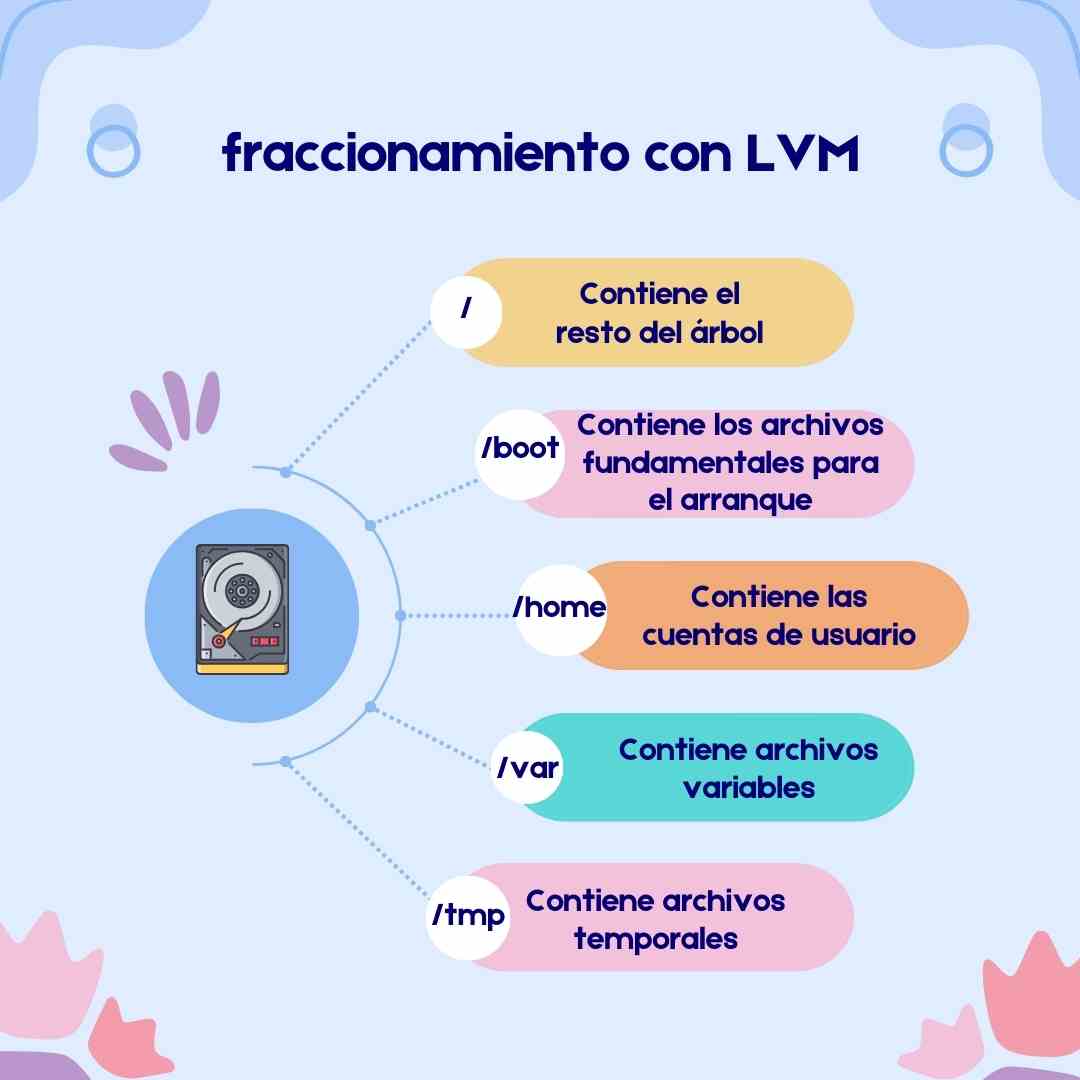 fraccionamiento con LVM
/
Contiene el
resto del árbol
/boot
Contiene los archivos
fundamentales para
el arranque
/home
Contiene las
cuentas de usuario
/var
Contiene archivos
variables
/tmp
Contiene archivos
temporales